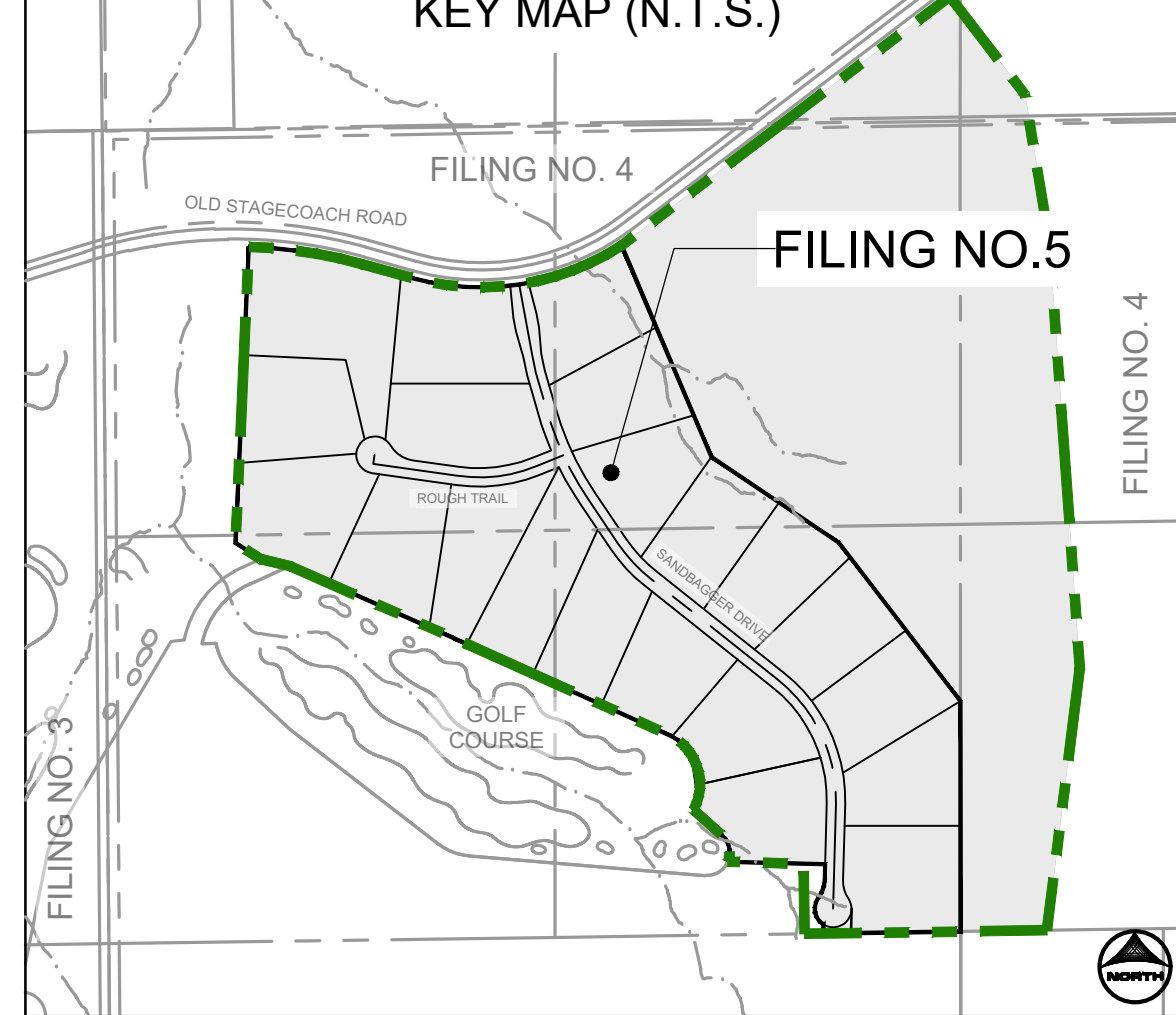 KEY MAP (N.T.S.)
FILING NO. 4
OLD STAGECOACH ROAD
FILING NO.5
FILING NO. 4
ROUGH TRAIL
SANDBAGGER DRIVE
GOLF
COURSE
FILING NO. 3
NORTH